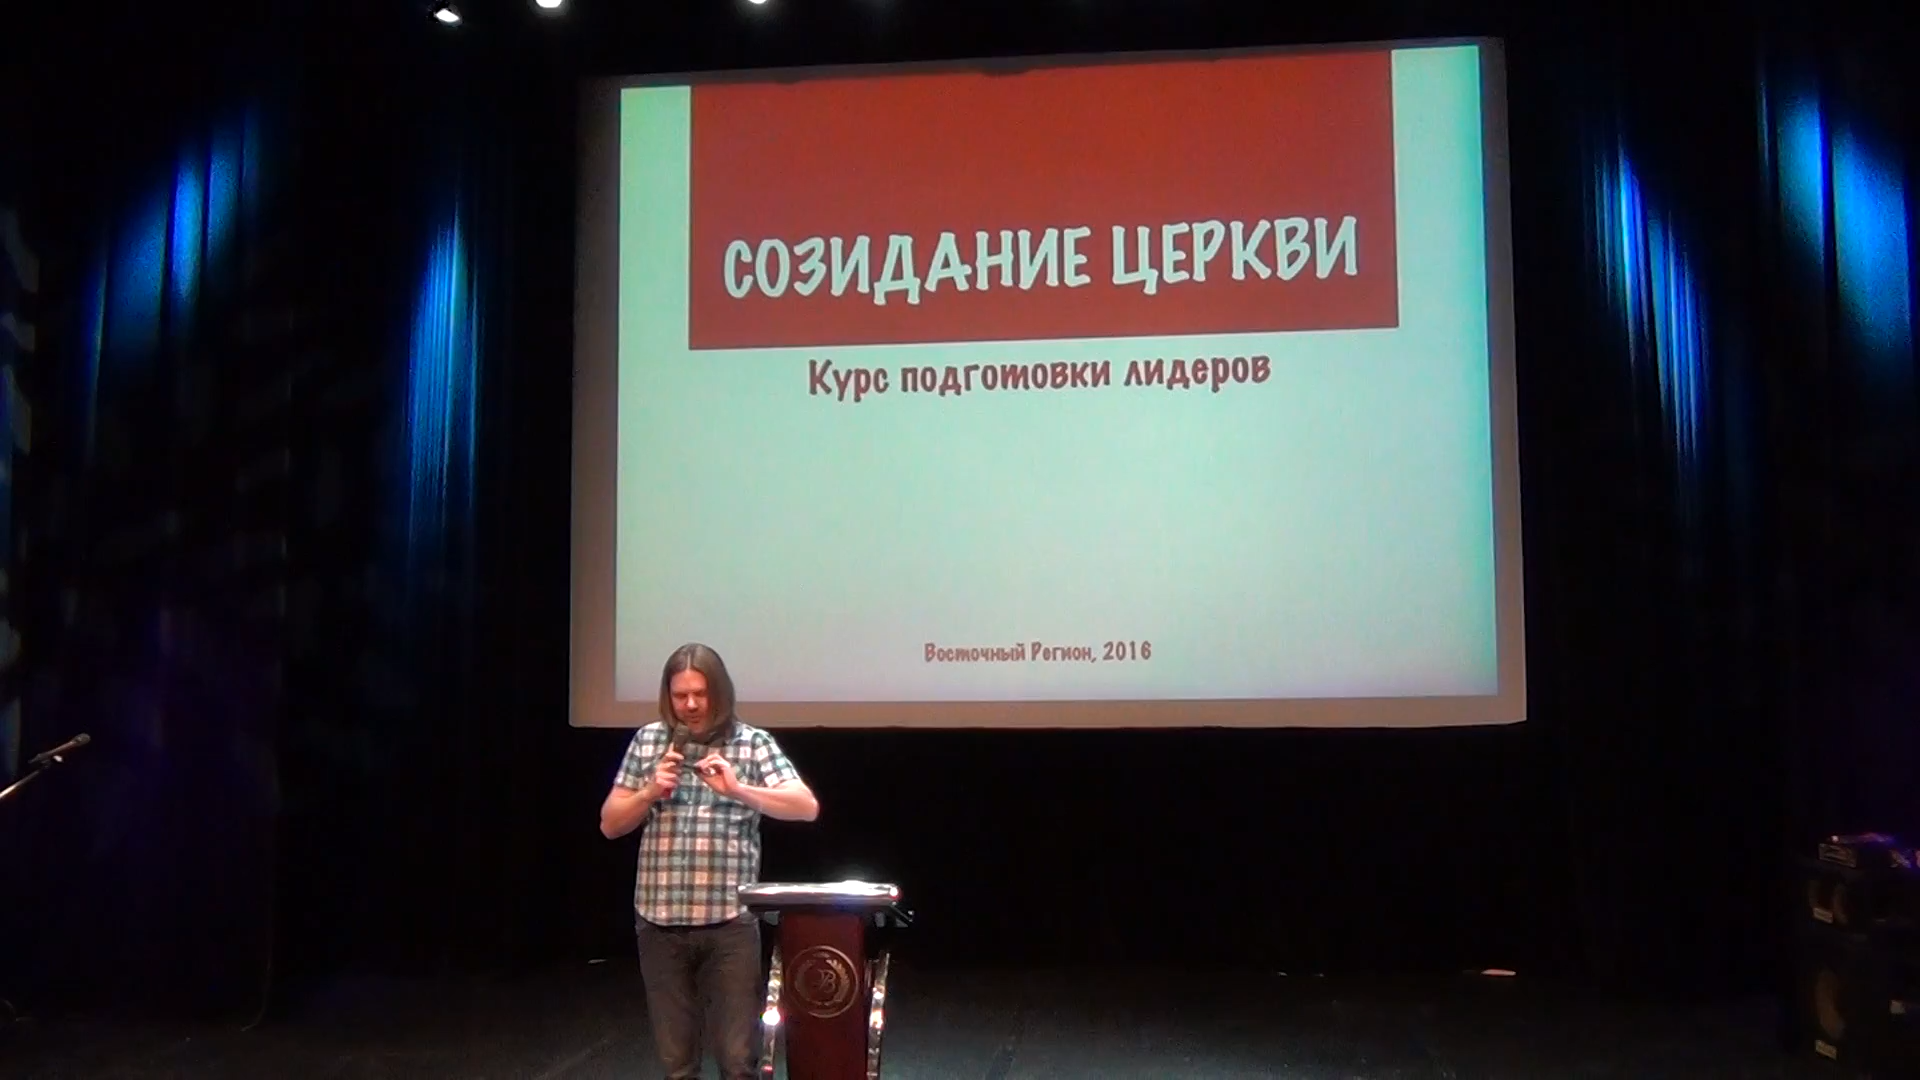 СОЗИДАНИЕ ЦЕРКВИ
Курс подготовки лидеров
Восточный Регион, 2016